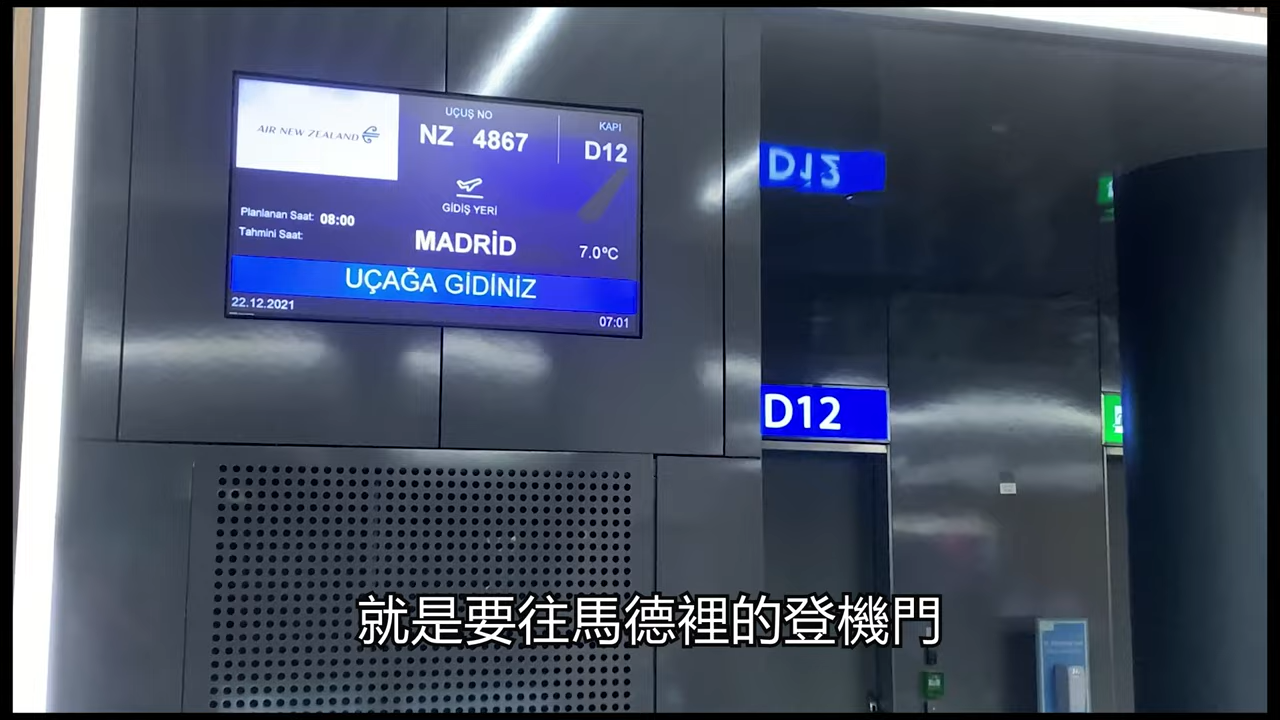 AIR NEW ZEALAND
UÇUŞ NO
NZ 4867
KAPI
D12
GİDİŞ YERİ
Planlanan Saat: 08:00
Tahmini Saat:
MADRİD
7.0ºC
UÇAĞA GİDİNİZ
22.12.2021
07:01
D12
D12
就是要往馬德裡的登機門